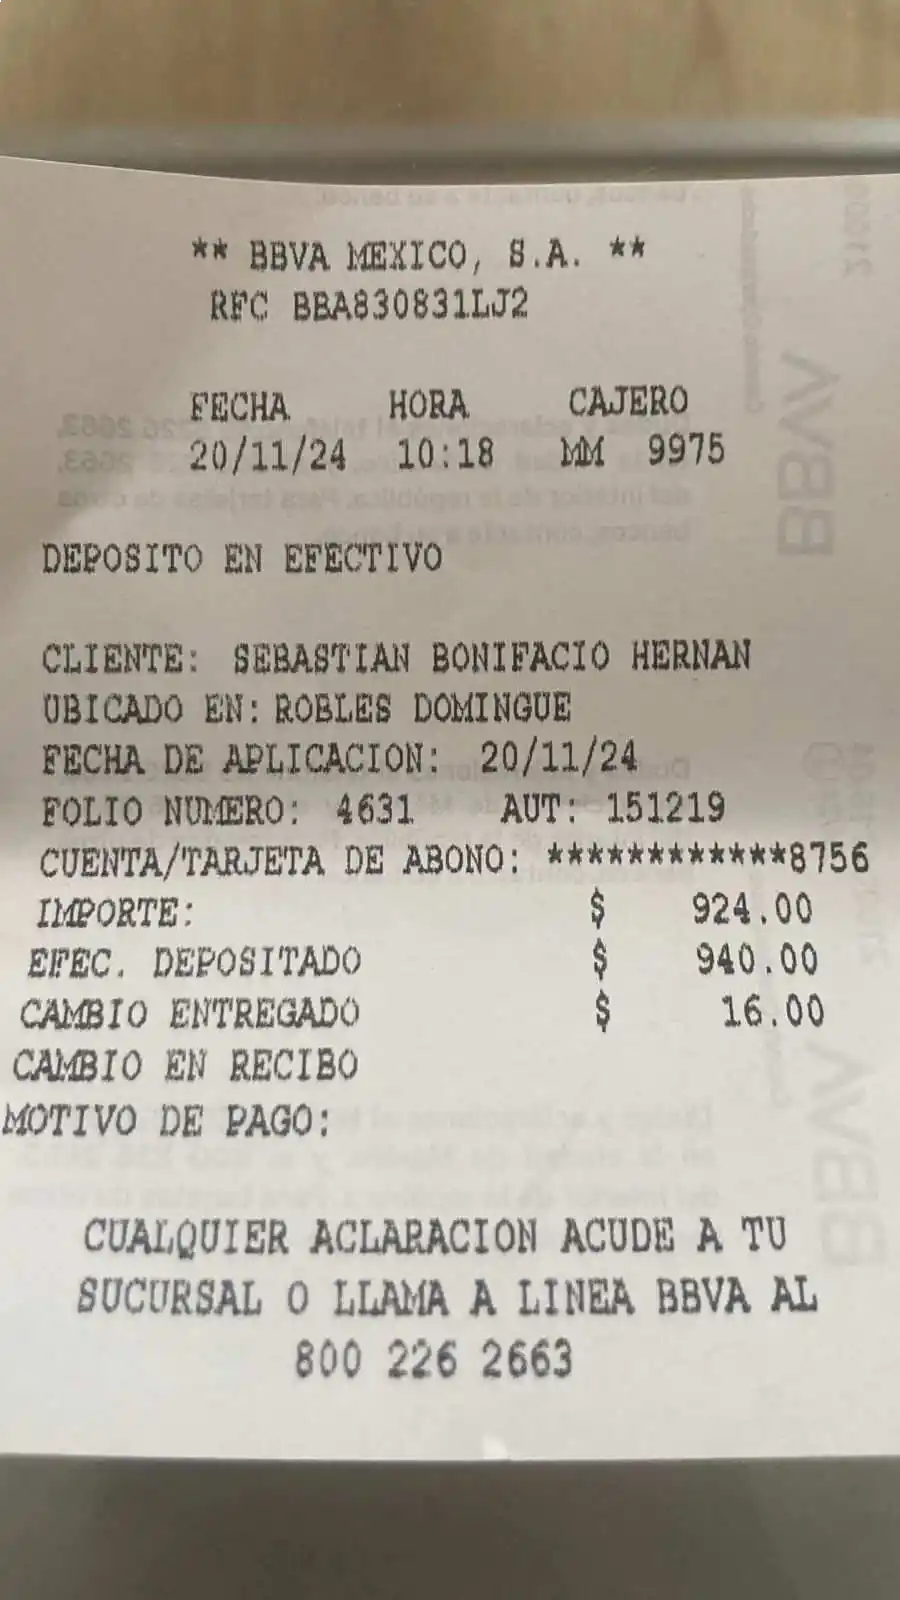 ** BBVA MEXICO, S.A. **
RFC BBA830831LJ2
FECHA HORA CAJERO
20/11/24 10:18 MM 9975
DEPOSITO EN EFECTIVO
CLIENTE: SEBASTIAN BONIFACIO HERNAN
UBICADO EN: ROBLES DOMINGUE
FECHA DE APLICACION: 20/11/24
FOLIO NUMERO: 4631 AUT: 151219
CUENTA/TARJETA DE ABONO: ************8756
IMPORTE: $ 924.00
EFEC. DEPOSITADO $ 940.00
CAMBIO ENTREGADO $ 16.00
CAMBIO EN RECIBO
MOTIVO DE PAGO:
CUALQUIER ACLARACION ACUDE A TU
SUCURSAL O LLAMA A LINEA BBVA AL
800 226 2663
BBVA
BBVA